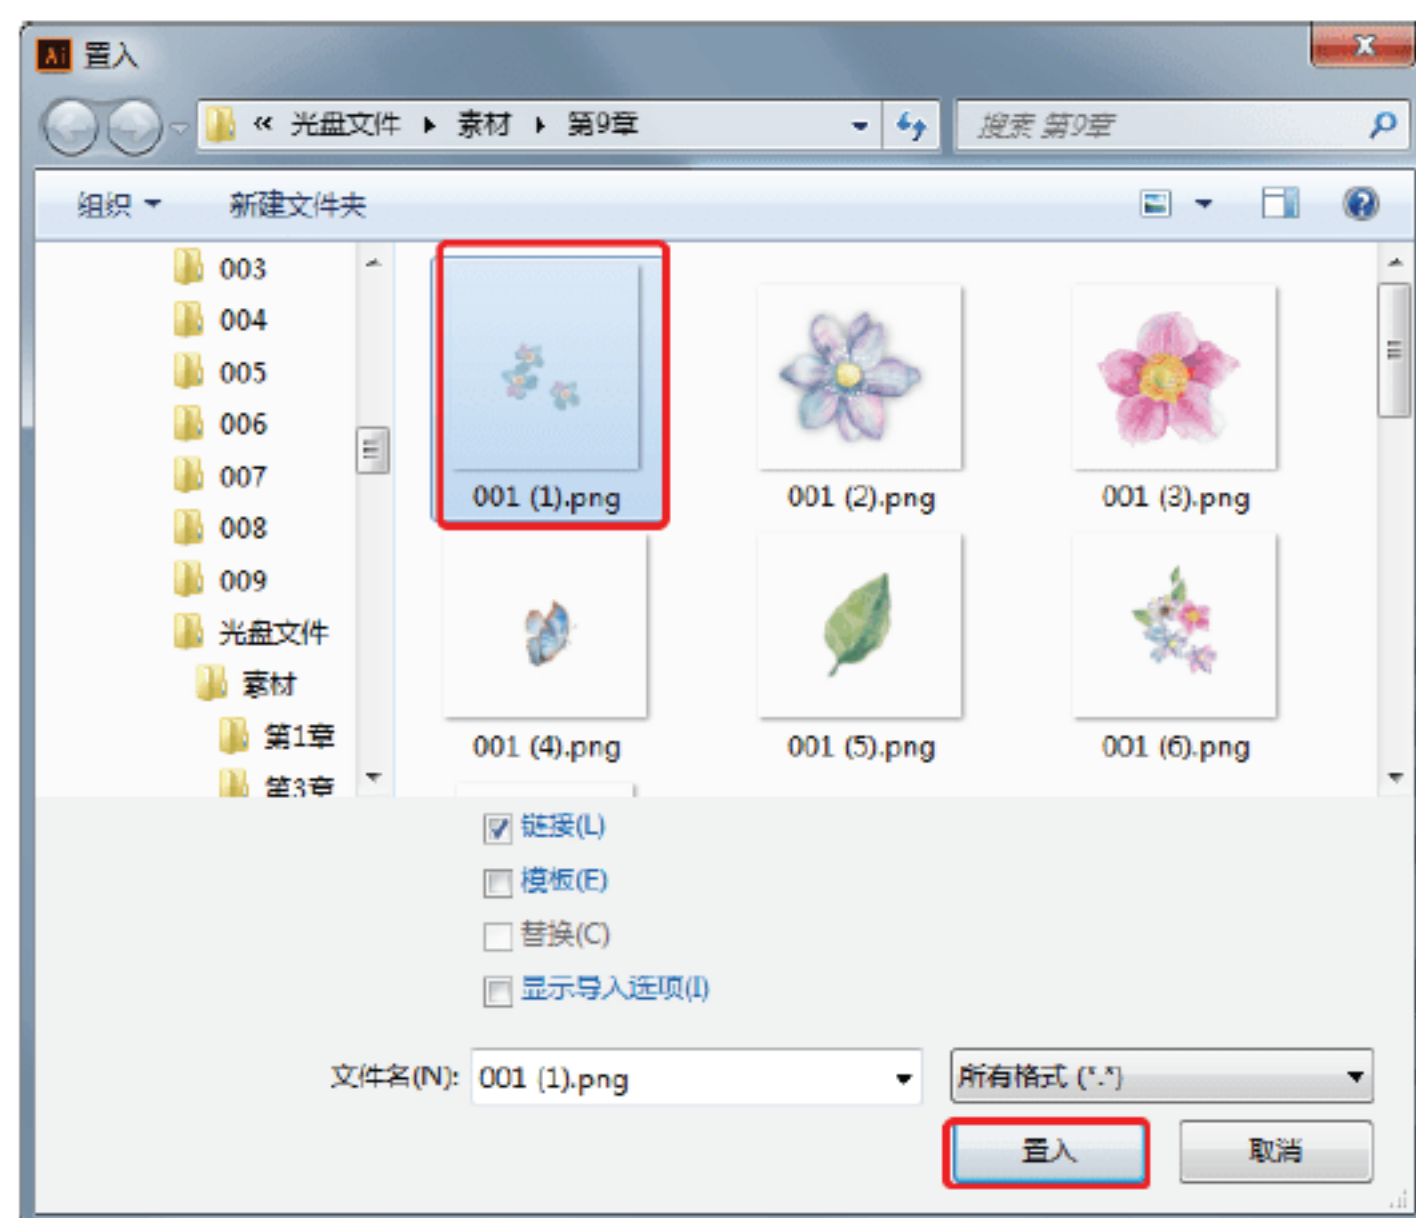 Ai 置入
« 光盘文件 ▸ 素材 ▸ 第9章 搜索 第9章
组织 新建文件夹
003
004
005
006
007
008
009
光盘文件
素材
第1章
第3章
001 (1).png 001 (2).png 001 (3).png
001 (4).png 001 (5).png 001 (6).png
链接(L)
模板(E)
替换(C)
显示导入选项(I)
文件名(N): 001 (1).png 所有格式 (*.*)
置入 取消